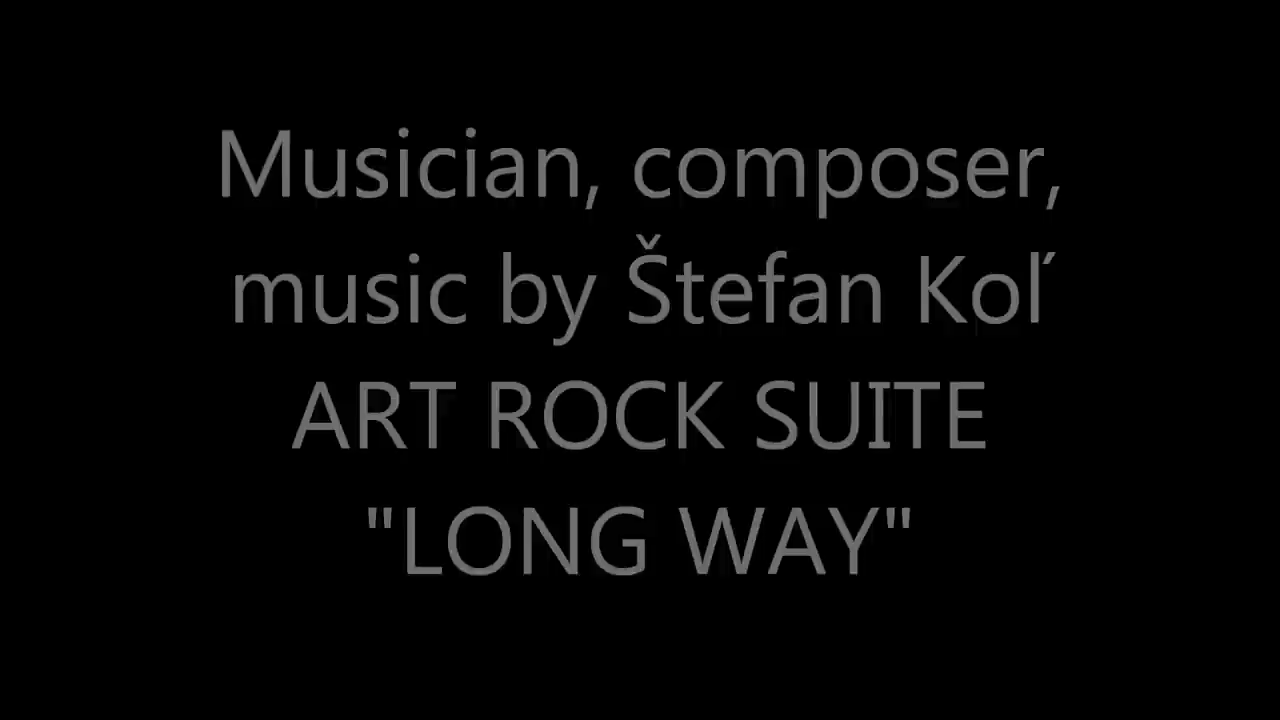 Musician, composer,
music by Štefan Koľ
ART ROCK SUITE
"LONG WAY"